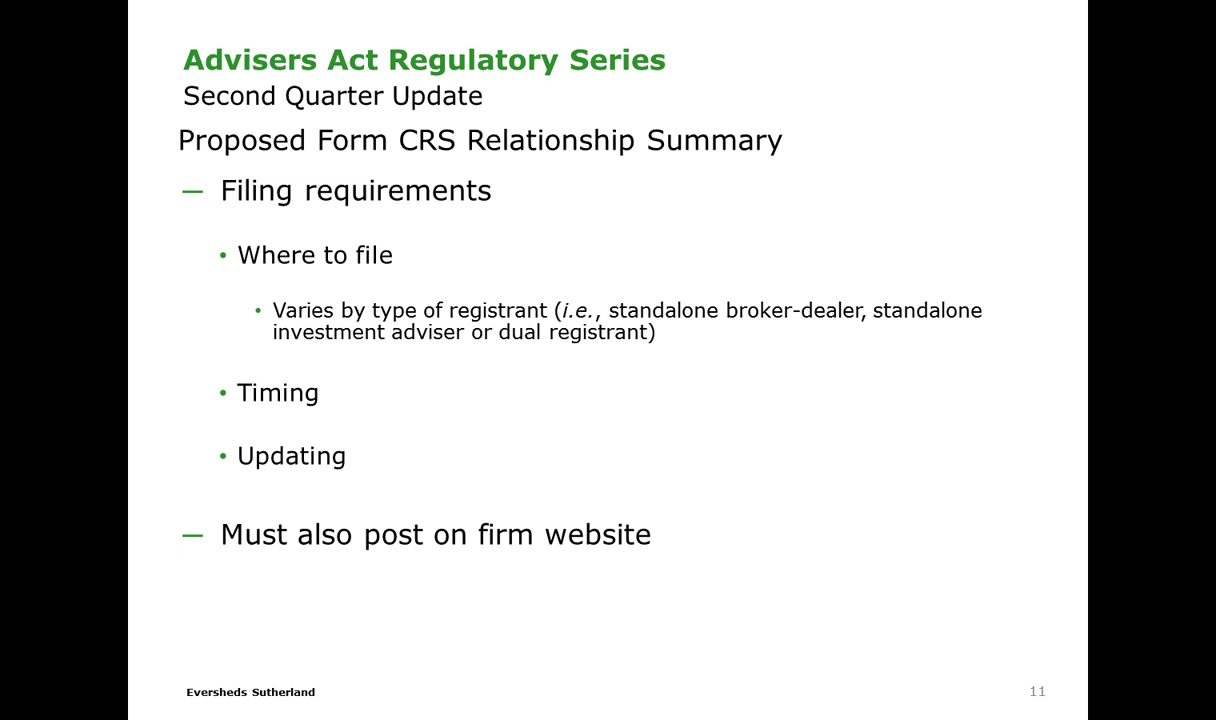 Advisers Act Regulatory Series
Second Quarter Update
Proposed Form CRS Relationship Summary
— Filing requirements
• Where to file
• Varies by type of registrant (i.e., standalone broker-dealer, standalone
investment adviser or dual registrant)
• Timing
• Updating
— Must also post on firm website
Eversheds Sutherland
11